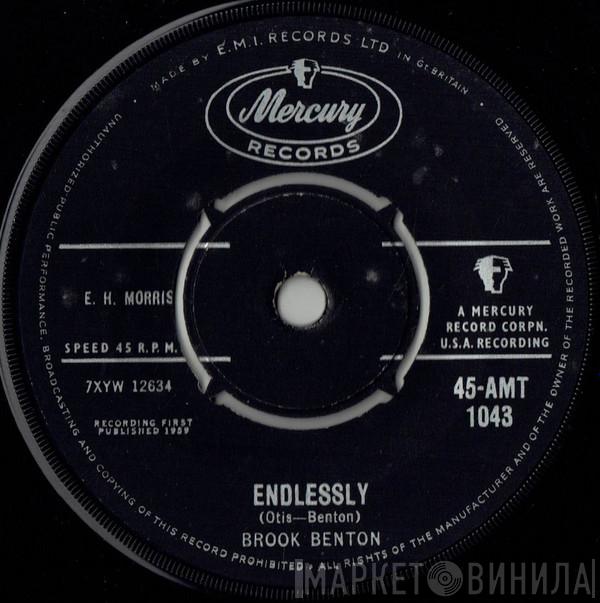 MADE BY E.M.I. RECORDS LTD IN GT BRITAIN
UNAUTHORIZED PUBLIC PERFORMANCE, BROADCASTING AND COPYING OF THIS RECORD PROHIBITED. ALL RIGHTS OF THE MANUFACTURER AND OF THE OWNER OF THE RECORDED WORK ARE RESERVED
Mercury
RECORDS
E. H. MORRIS
SPEED 45 R.P.M.
7XYW 12634
RECORDING FIRST
PUBLISHED 1959
A MERCURY
RECORD CORPN.
U.S.A. RECORDING
45-AMT
1043
ENDLESSLY
(Otis—Benton)
BROOK BENTON
МАРКЕТ ВИНИЛА